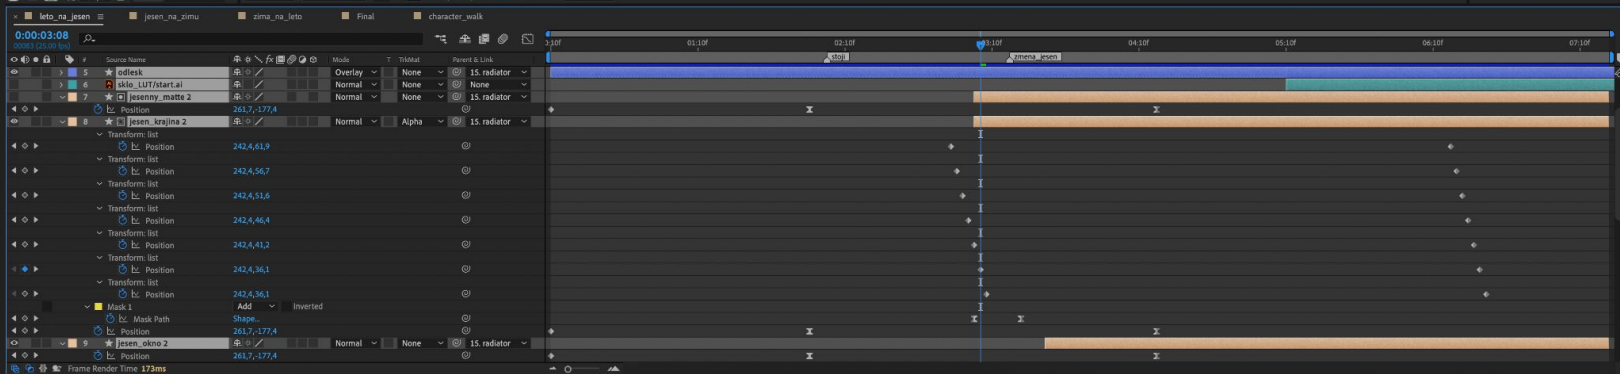 leto_na_jesen jesen_na_zimu zima_na_leto Final character_walk
0:00:03:08
00083 (25.00 fps)
01:10f 02:10f 03:10f 04:10f 05:10f 06:10f 07:10f
# Source Name Mode T TrkMat Parent & Link stoji zmena_jesen
5 odlesk Overlay None 15. radiator
6 sklo_LUT/start.ai Normal None None
7 jesenny_matte 2 Normal None 15. radiator
Position 261,7,-177,4
8 jesen_krajina 2 Normal Alpha 15. radiator
Transform: list
Position 242,4,61,9
Transform: list
Position 242,4,56,7
Transform: list
Position 242,4,51,6
Transform: list
Position 242,4,46,4
Transform: list
Position 242,4,41,2
Transform: list
Position 242,4,36,1
Transform: list
Position 242,4,36,1
Mask 1 Add Inverted
Mask Path Shape...
Position 261,7,-177,4
9 jesen_okno 2 Normal None 15. radiator
Position 261,7,-177,4
Frame Render Time 173ms